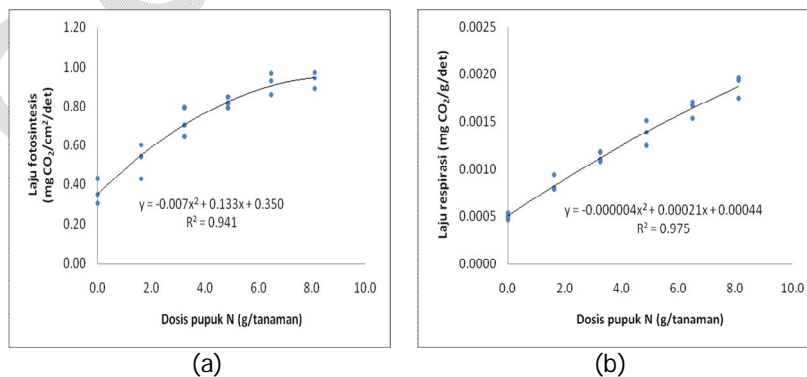 1.20
1.00
0.80
0.60
0.40
0.20
0.00
Laju fotosintesis
(mg CO₂/cm²/det)
y = -0.007x² + 0.133x + 0.350
R² = 0.941
0.0 2.0 4.0 6.0 8.0 10.0
Dosis pupuk N (g/tanaman)
(a)
0.0025
0.0020
0.0015
0.0010
0.0005
0.0000
Laju respirasi (mg CO₂/g/det)
y = -0.000004x² + 0.00021x + 0.00044
R² = 0.975
0.0 2.0 4.0 6.0 8.0 10.0
Dosis pupuk N (g/tanaman)
(b)